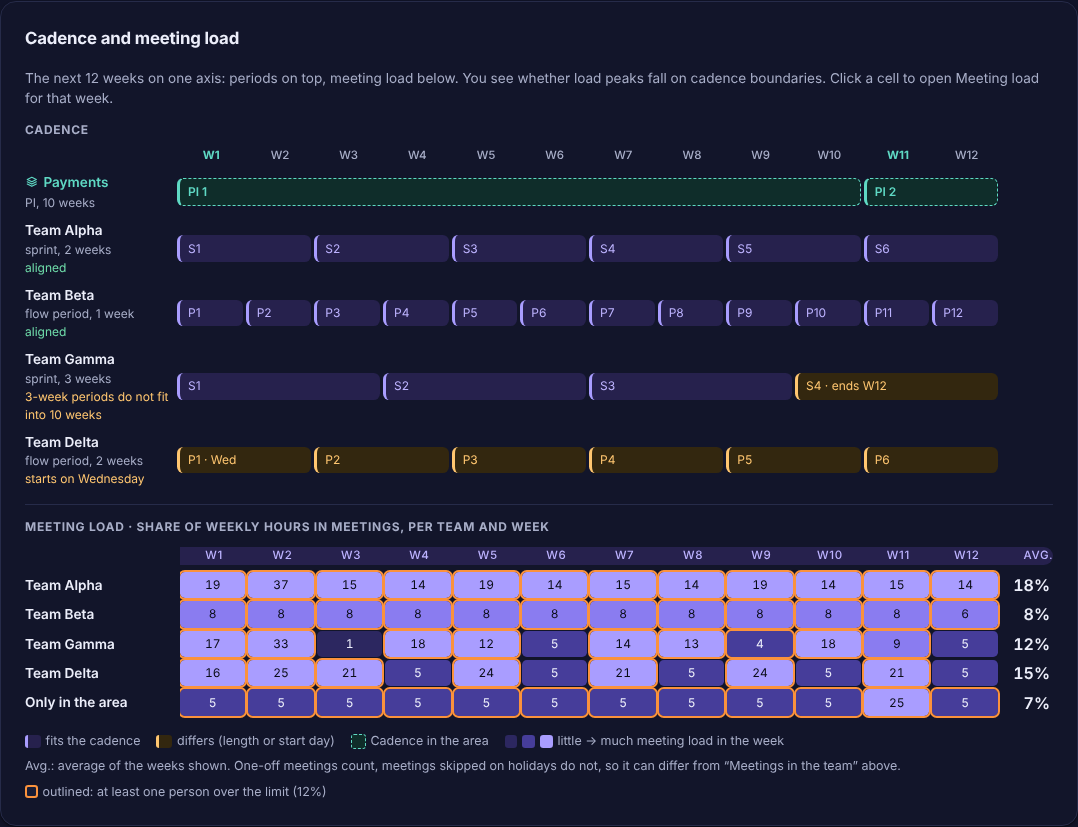 Cadence and meeting load
The next 12 weeks on one axis: periods on top, meeting load below. You see whether load peaks fall on cadence boundaries. Click a cell to open Meeting load
for that week.
CADENCE
W1 W2 W3 W4 W5 W6 W7 W8 W9 W10 W11 W12
Payments
PI, 10 weeks
PI 1 PI 2
Team Alpha
sprint, 2 weeks
aligned
S1 S2 S3 S4 S5 S6
Team Beta
flow period, 1 week
aligned
P1 P2 P3 P4 P5 P6 P7 P8 P9 P10 P11 P12
Team Gamma
sprint, 3 weeks
3-week periods do not fit
into 10 weeks
S1 S2 S3 S4 · ends W12
Team Delta
flow period, 2 weeks
starts on Wednesday
P1 · Wed P2 P3 P4 P5 P6
MEETING LOAD · SHARE OF WEEKLY HOURS IN MEETINGS, PER TEAM AND WEEK
W1 W2 W3 W4 W5 W6 W7 W8 W9 W10 W11 W12 AVG.
Team Alpha 19 37 15 14 19 14 15 14 19 14 15 14 18%
Team Beta 8 8 8 8 8 8 8 8 8 8 8 6 8%
Team Gamma 17 33 1 18 12 5 14 13 4 18 9 5 12%
Team Delta 16 25 21 5 24 5 21 5 24 5 21 5 15%
Only in the area 5 5 5 5 5 5 5 5 5 5 25 5 7%
fits the cadence differs (length or start day) Cadence in the area little → much meeting load in the week
Avg.: average of the weeks shown. One-off meetings count, meetings skipped on holidays do not, so it can differ from “Meetings in the team” above.
outlined: at least one person over the limit (12%)